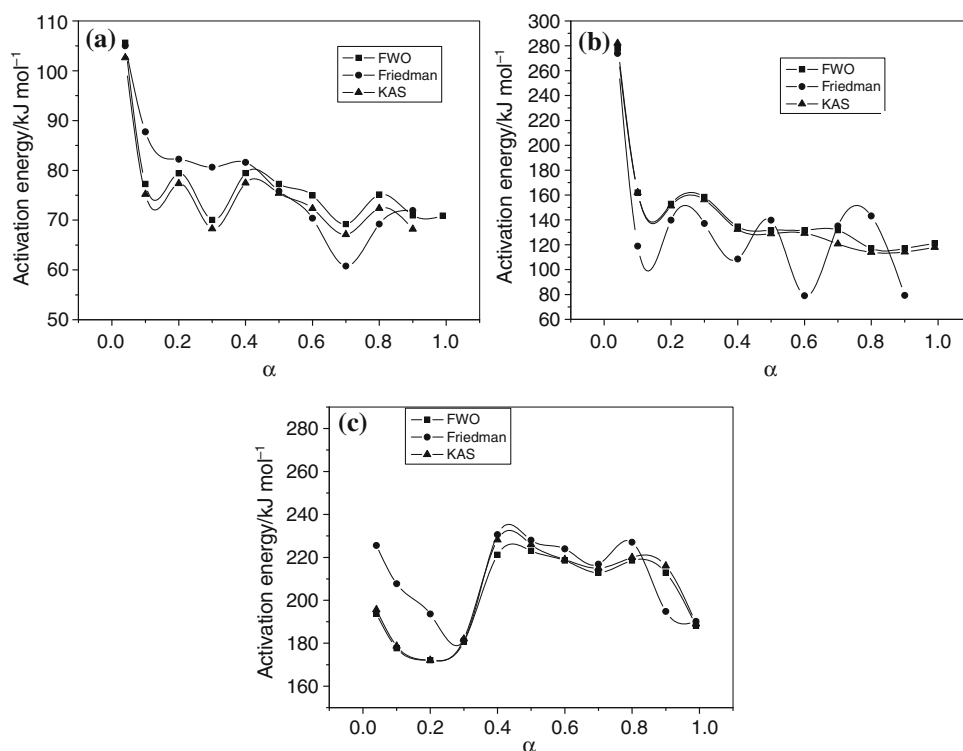 (a)
FWO
Friedman
KAS
Activation energy/kJ mol⁻¹
110
100
90
80
70
60
50
0.0 0.2 0.4 0.6 0.8 1.0
α
(b)
FWO
Friedman
KAS
Activation energy/kJ mol⁻¹
300
280
260
240
220
200
180
160
140
120
100
80
60
0.0 0.2 0.4 0.6 0.8 1.0
α
(c)
FWO
Friedman
KAS
Activation energy/kJ mol⁻¹
280
260
240
220
200
180
160
0.0 0.2 0.4 0.6 0.8 1.0
α